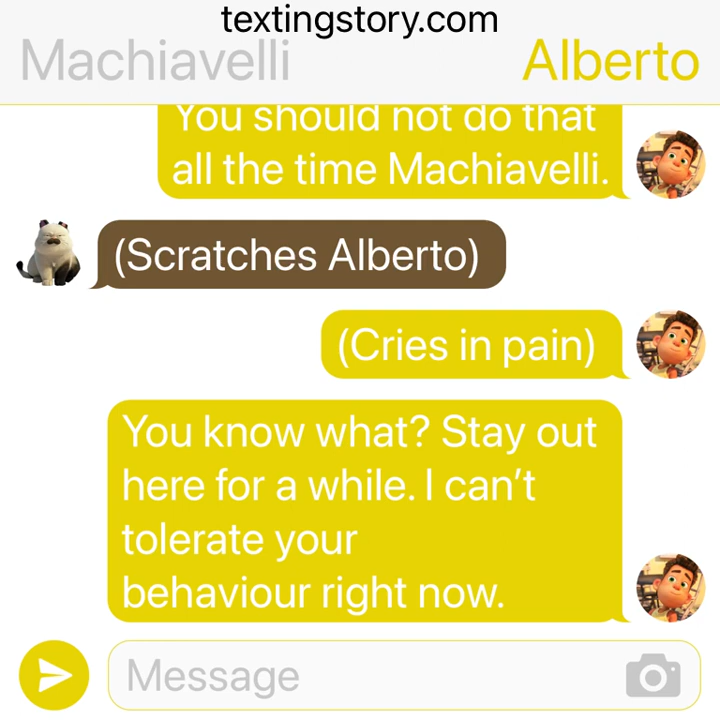 textingstory.com
Machiavelli
Alberto
You should not do that
all the time Machiavelli.
(Scratches Alberto)
(Cries in pain)
You know what? Stay out
here for a while. I can’t
tolerate your
behaviour right now.
Message